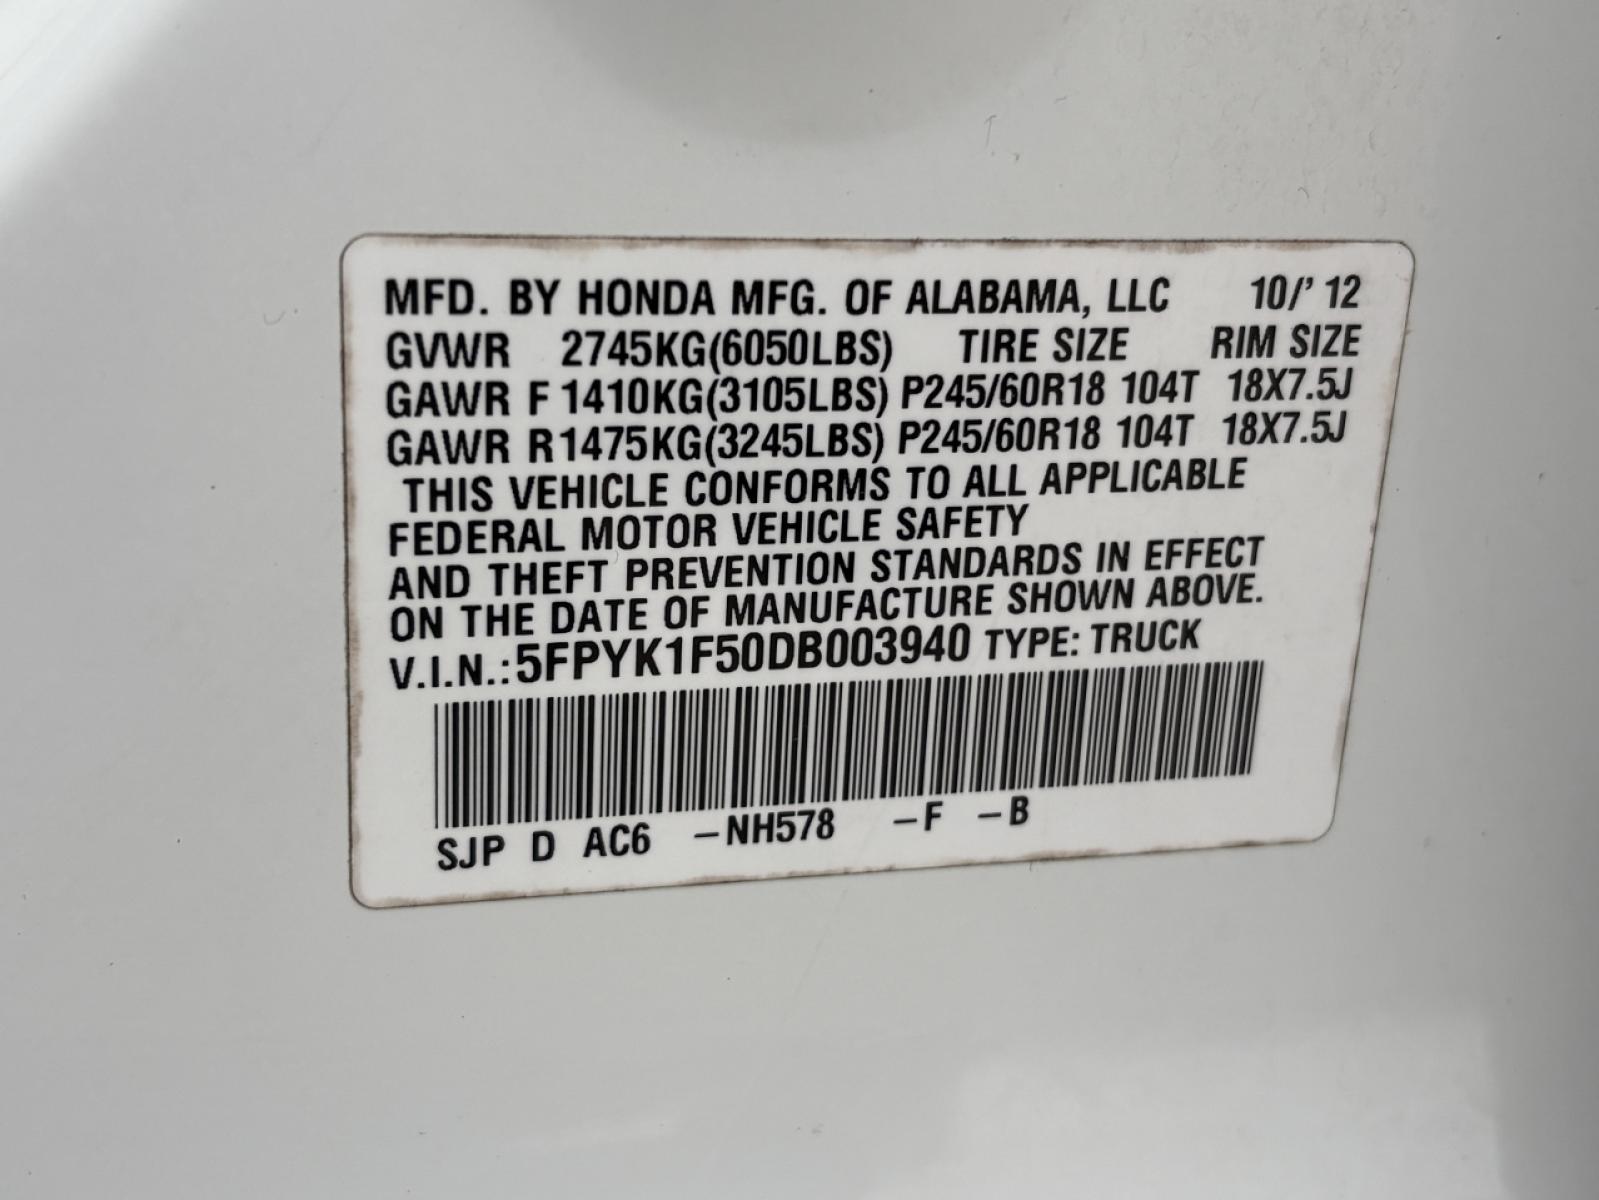 MFD. BY HONDA MFG. OF ALABAMA, LLC 10/' 12
GVWR 2745KG(6050LBS) TIRE SIZE RIM SIZE
GAWR F 1410KG(3105LBS) P245/60R18 104T 18X7.5J
GAWR R 1475KG(3245LBS) P245/60R18 104T 18X7.5J
THIS VEHICLE CONFORMS TO ALL APPLICABLE
FEDERAL MOTOR VEHICLE SAFETY
AND THEFT PREVENTION STANDARDS IN EFFECT
ON THE DATE OF MANUFACTURE SHOWN ABOVE.
V.I.N.: 5FPYK1F50DB003940 TYPE: TRUCK
SJP D AC6 –NH578 –F –B